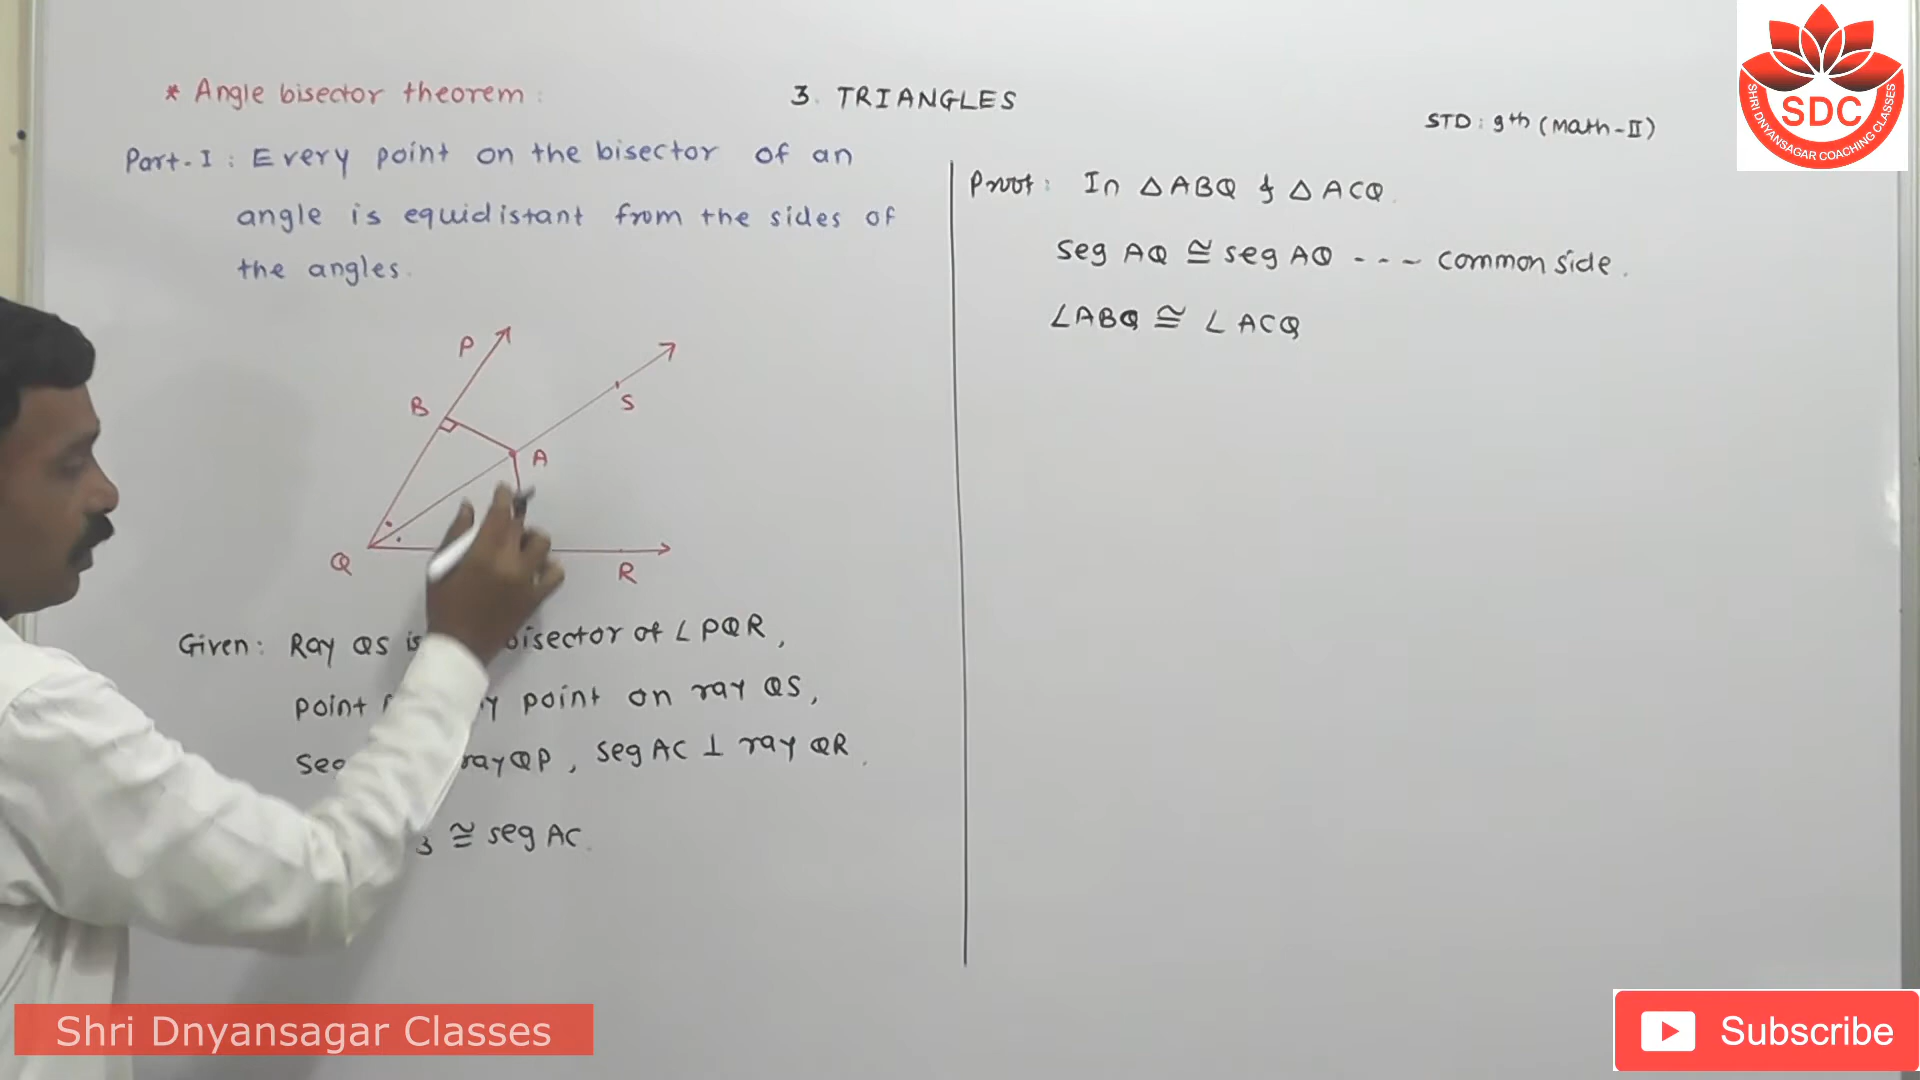 * Angle bisector theorem :
3. TRIANGLES
STD : 9th (Math-II)
SHRI DNYANSAGAR COACHING CLASSES
SDC
Part-I : Every point on the bisector of an
angle is equidistant from the sides of
the angles.
P
B
S
A
Q
R
Given: Ray QS is bisector of ∠PQR,
point point on ray QS,
ray QP, seg AC ⊥ ray QR.
≅ seg AC.
Proof: In △ABQ & △ACQ.
seg AQ ≅ seg AQ --- common side.
∠ABQ ≅ ∠ACQ
Shri Dnyansagar Classes
Subscribe